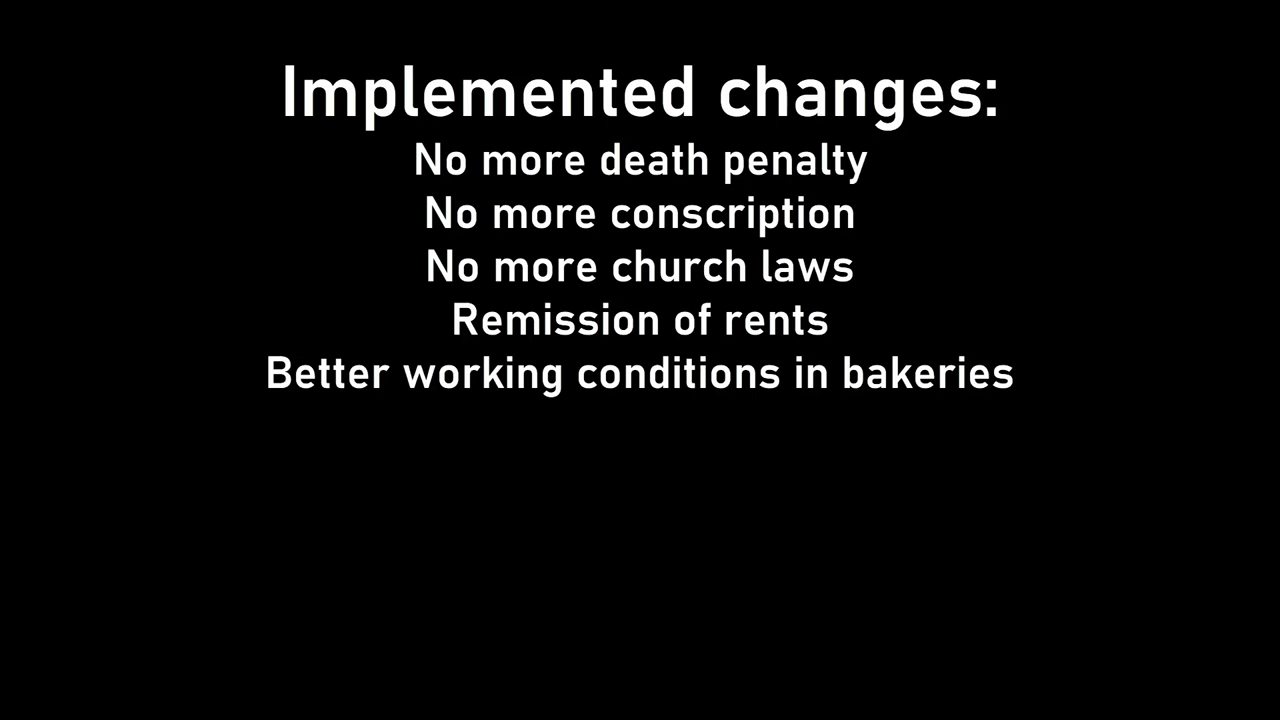 Implemented changes:
No more death penalty
No more conscription
No more church laws
Remission of rents
Better working conditions in bakeries